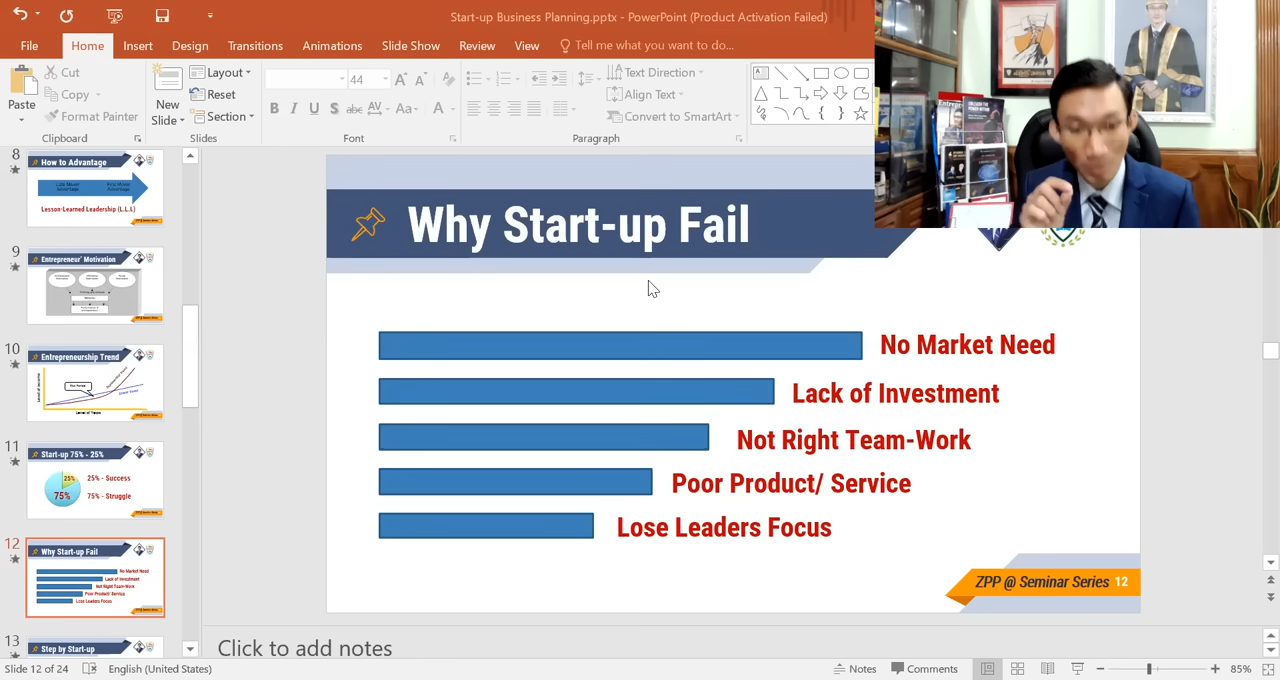 Start-up Business Planning.pptx - PowerPoint (Product Activation Failed)
File Home Insert Design Transitions Animations Slide Show Review View Tell me what you want to do...
Paste
Cut
Copy
Format Painter
Clipboard
New Slide
Layout
Reset
Section
Slides
44
B I U S abc AV Aa A
Font
Text Direction
Align Text
Convert to SmartArt
Paragraph
8
How to Advantage
Lesson-Learned Leadership (L.L.L)
9
Entrepreneur' Motivation
10
Entrepreneurship Trend
11
Start-up 75% - 25%
25%
75%
25% - Success
75% - Struggle
12
Why Start-up Fail
No Market Need
Lack of Investment
Not Right Team-Work
Poor Product/ Service
Lose Leaders Focus
13
Step by Start-up
Why Start-up Fail
No Market Need
Lack of Investment
Not Right Team-Work
Poor Product/ Service
Lose Leaders Focus
ZPP @ Seminar Series 12
Click to add notes
Slide 12 of 24
English (United States)
Notes
Comments
85%